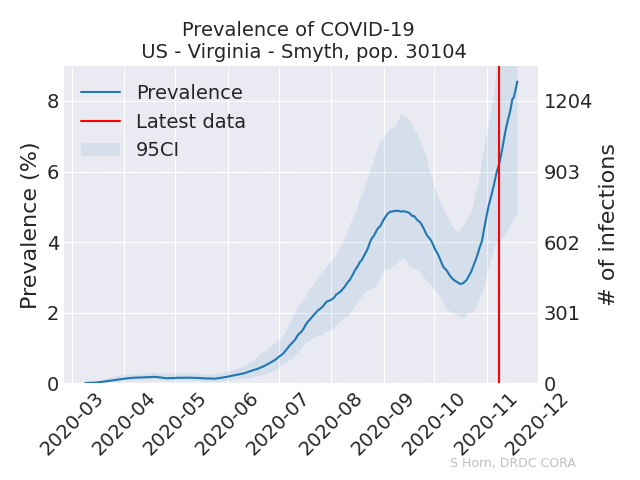 Prevalence of COVID-19
US - Virginia - Smyth, pop. 30104
Prevalence
Latest data
95CI
Prevalence (%)
8
6
4
2
0
1204
903
602
301
0
# of infections
2020-03
2020-04
2020-05
2020-06
2020-07
2020-08
2020-09
2020-10
2020-11
2020-12
S Horn, DRDC CORA